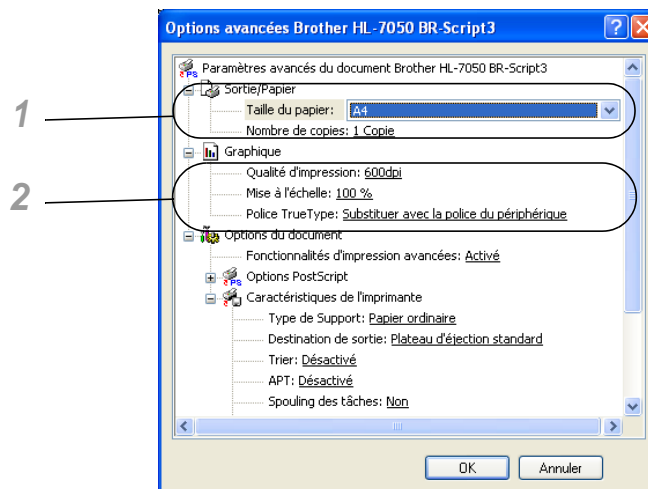 Options avancées Brother HL-7050 BR-Script3
Paramètres avancés du document Brother HL-7050 BR-Script3
Sortie/Papier
1
Taille du papier: A4
Nombre de copies: 1 Copie
Graphique
Qualité d'impression: 600dpi
2
Mise à l'échelle: 100 %
Police TrueType: Substituer avec la police du périphérique
Options du document
Fonctionnalités d'impression avancées: Activé
Options PostScript
Caractéristiques de l'imprimante
Type de Support: Papier ordinaire
Destination de sortie: Plateau d'éjection standard
Trier: Désactivé
APT: Désactivé
Spouling des tâches: Non
OK Annuler